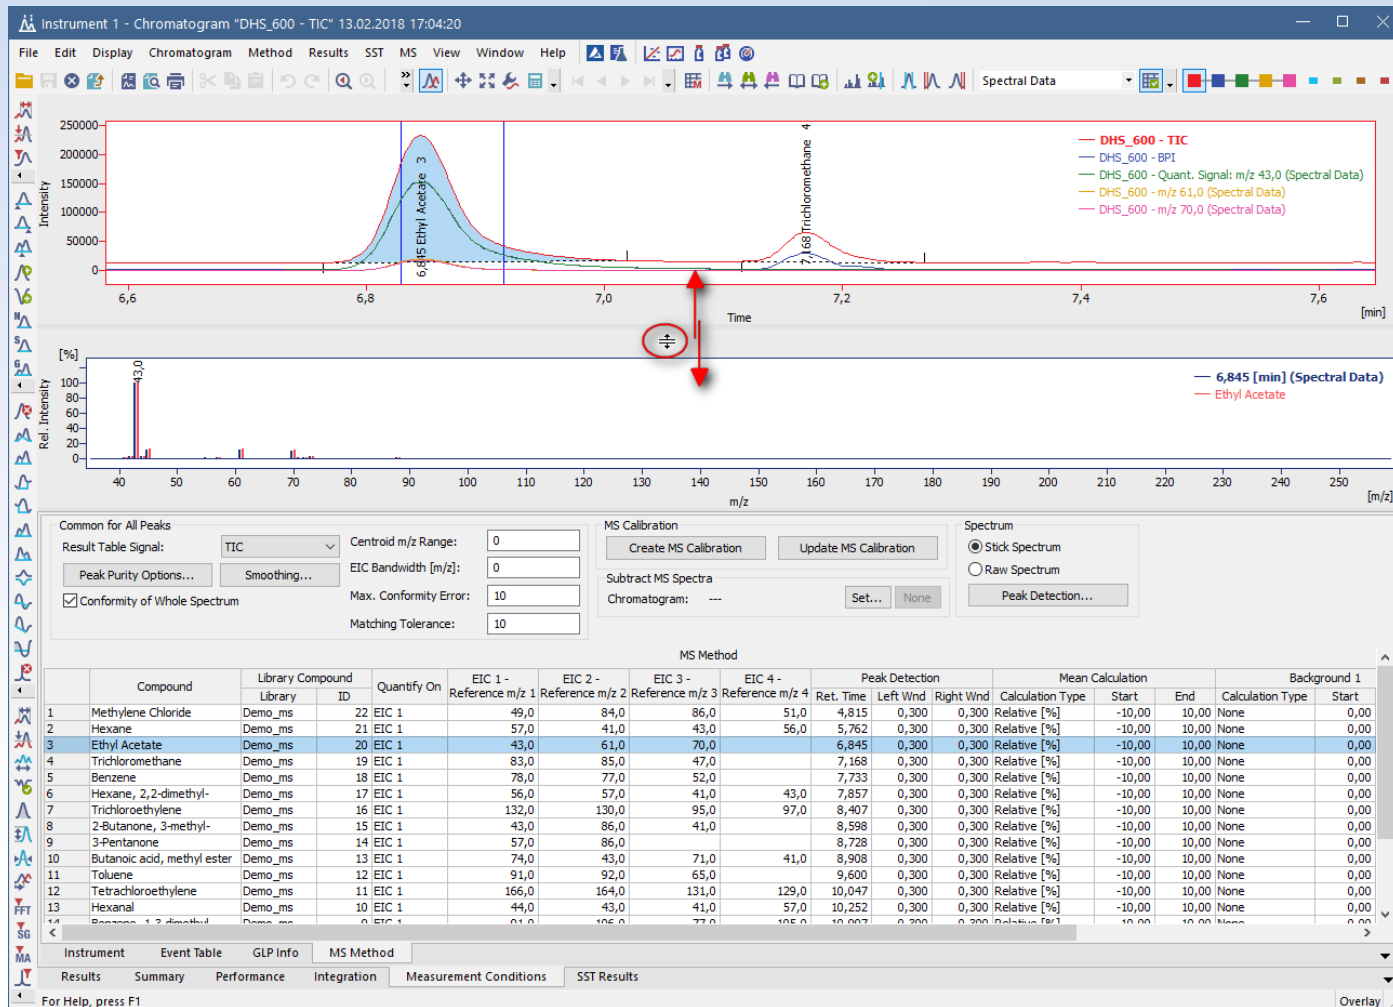 Instrument 1 - Chromatogram "DHS_600 - TIC" 13.02.2018 17:04:20
File Edit Display Chromatogram Method Results SST MS View Window Help
Spectral Data
250000
200000
150000
100000
50000
0
Intensity
6,845 Ethyl Acetate 3
7,168 Trichloromethane 4
DHS_600 - TIC
DHS_600 - BPI
DHS_600 - Quant. Signal: m/z 43,0 (Spectral Data)
DHS_600 - m/z 61,0 (Spectral Data)
DHS_600 - m/z 70,0 (Spectral Data)
6,6 6,8 7,0 7,2 7,4 7,6
Time
[min]
[%]
100
80
60
40
20
0
Rel. Intensity
43,0
6,845 [min] (Spectral Data)
Ethyl Acetate
40 50 60 70 80 90 100 110 120 130 140 150 160 170 180 190 200 210 220 230 240 250
m/z
[m/z]
Common for All Peaks
Result Table Signal: TIC
Peak Purity Options... Smoothing...
Conformity of Whole Spectrum
Centroid m/z Range: 0
EIC Bandwidth [m/z]: 0
Max. Conformity Error: 10
Matching Tolerance: 10
MS Calibration
Create MS Calibration Update MS Calibration
Subtract MS Spectra
Chromatogram: --- Set... None
Spectrum
Stick Spectrum
Raw Spectrum
Peak Detection...
MS Method
Compound Library Compound Quantify On EIC 1 - EIC 2 - EIC 3 - EIC 4 - Peak Detection Mean Calculation Background 1
Library ID Reference m/z 1 Reference m/z 2 Reference m/z 3 Reference m/z 4 Ret. Time Left Wnd Right Wnd Calculation Type Start End Calculation Type Start
1 Methylene Chloride Demo_ms 22 EIC 1 49,0 84,0 86,0 51,0 4,815 0,300 0,300 Relative [%] -10,00 10,00 None 0,00
2 Hexane Demo_ms 21 EIC 1 57,0 41,0 43,0 56,0 5,762 0,300 0,300 Relative [%] -10,00 10,00 None 0,00
3 Ethyl Acetate Demo_ms 20 EIC 1 43,0 61,0 70,0 6,845 0,300 0,300 Relative [%] -10,00 10,00 None 0,00
4 Trichloromethane Demo_ms 19 EIC 1 83,0 85,0 47,0 7,168 0,300 0,300 Relative [%] -10,00 10,00 None 0,00
5 Benzene Demo_ms 18 EIC 1 78,0 77,0 52,0 7,733 0,300 0,300 Relative [%] -10,00 10,00 None 0,00
6 Hexane, 2,2-dimethyl- Demo_ms 17 EIC 1 56,0 57,0 41,0 43,0 7,857 0,300 0,300 Relative [%] -10,00 10,00 None 0,00
7 Trichloroethylene Demo_ms 16 EIC 1 132,0 130,0 95,0 97,0 8,407 0,300 0,300 Relative [%] -10,00 10,00 None 0,00
8 2-Butanone, 3-methyl- Demo_ms 15 EIC 1 43,0 86,0 41,0 8,598 0,300 0,300 Relative [%] -10,00 10,00 None 0,00
9 3-Pentanone Demo_ms 14 EIC 1 57,0 86,0 8,728 0,300 0,300 Relative [%] -10,00 10,00 None 0,00
10 Butanoic acid, methyl ester Demo_ms 13 EIC 1 74,0 43,0 71,0 41,0 8,908 0,300 0,300 Relative [%] -10,00 10,00 None 0,00
11 Toluene Demo_ms 12 EIC 1 91,0 92,0 65,0 9,600 0,300 0,300 Relative [%] -10,00 10,00 None 0,00
12 Tetrachloroethylene Demo_ms 11 EIC 1 166,0 164,0 131,0 129,0 10,047 0,300 0,300 Relative [%] -10,00 10,00 None 0,00
13 Hexanal Demo_ms 10 EIC 1 44,0 43,0 41,0 57,0 10,252 0,300 0,300 Relative [%] -10,00 10,00 None 0,00
Instrument Event Table GLP Info MS Method
Results Summary Performance Integration Measurement Conditions SST Results
For Help, press F1 Overlay
FFT
SG
MA